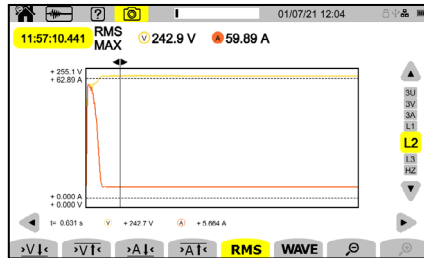 ? 01/07/21 12:04
11:57:10.441 RMS MAX V 242.9 V A 59.89 A
+ 255.1 V
+ 62.89 A
3U
3V
3A
L1
L2
L3
HZ
+ 0.000 A
+ 0.000 V
t= 0.631 s V + 242.7 V A + 5.664 A
>V↓< >V↑< >A↓< >A↑< RMS WAVE